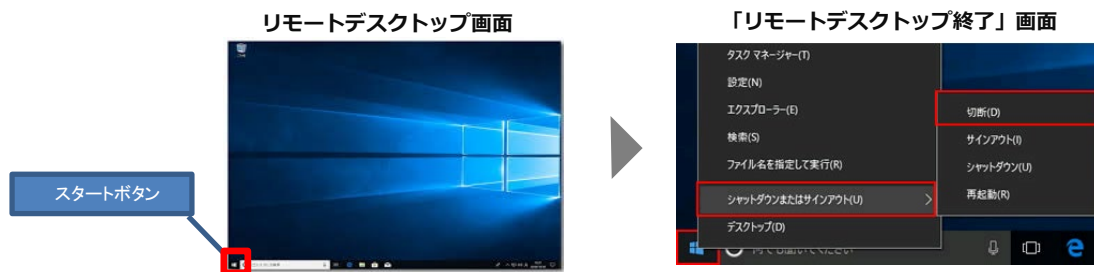 リモートデスクトップ画面
「リモートデスクトップ終了」画面
スタートボタン
タスク マネージャー(T)
設定(N)
エクスプローラー(E)
検索(S)
ファイル名を指定して実行(R)
シャットダウンまたはサインアウト(U)
デスクトップ(D)
切断(D)
サインアウト(I)
シャットダウン(U)
再起動(R)